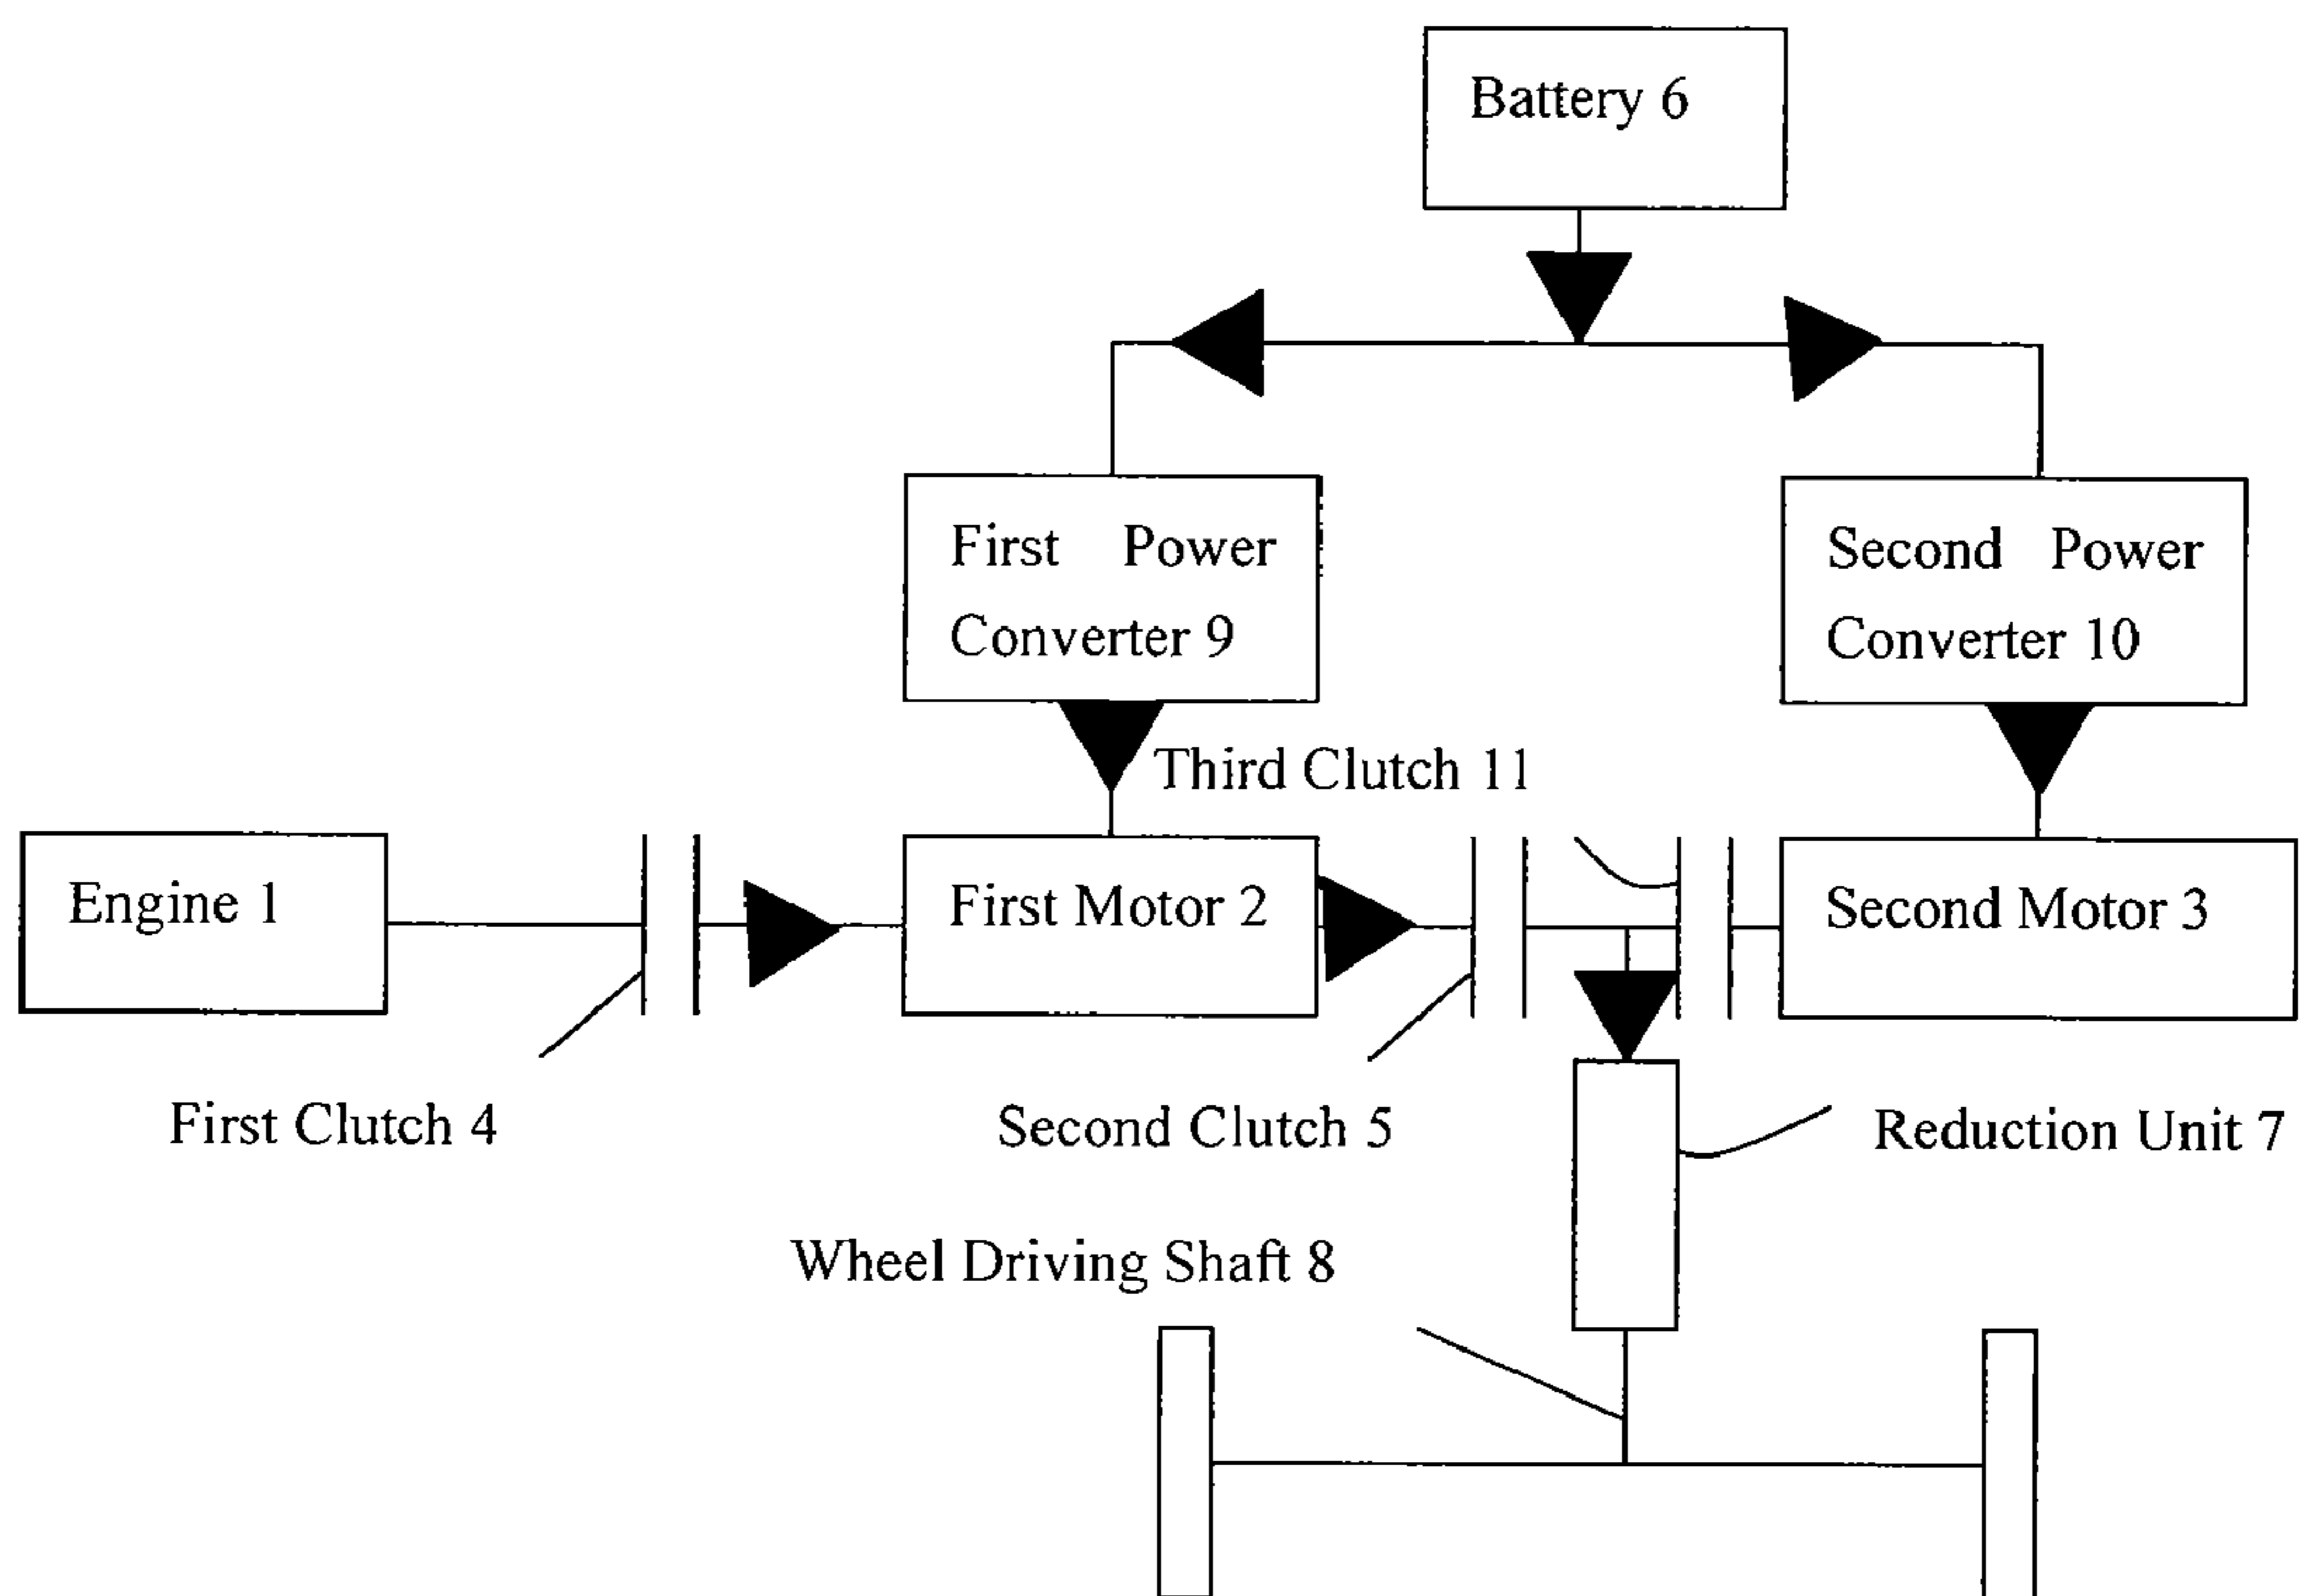 Battery 6
First Power
Converter 9
Second Power
Converter 10
Third Clutch 11
Engine 1
First Motor 2
Second Motor 3
First Clutch 4
Second Clutch 5
Reduction Unit 7
Wheel Driving Shaft 8